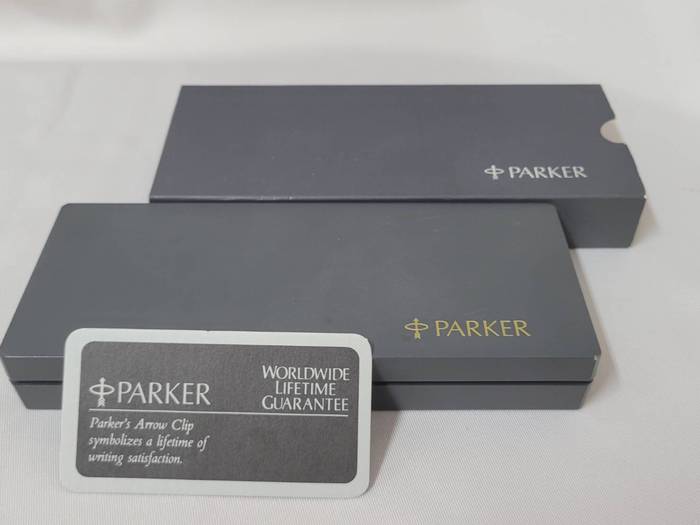 PARKER
PARKER
PARKER
WORLDWIDE
LIFETIME
GUARANTEE
Parker's Arrow Clip
symbolizes a lifetime of
writing satisfaction.